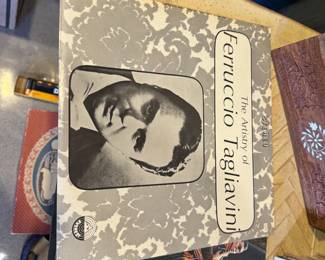 The Artistry of
Ferruccio Tagliavini